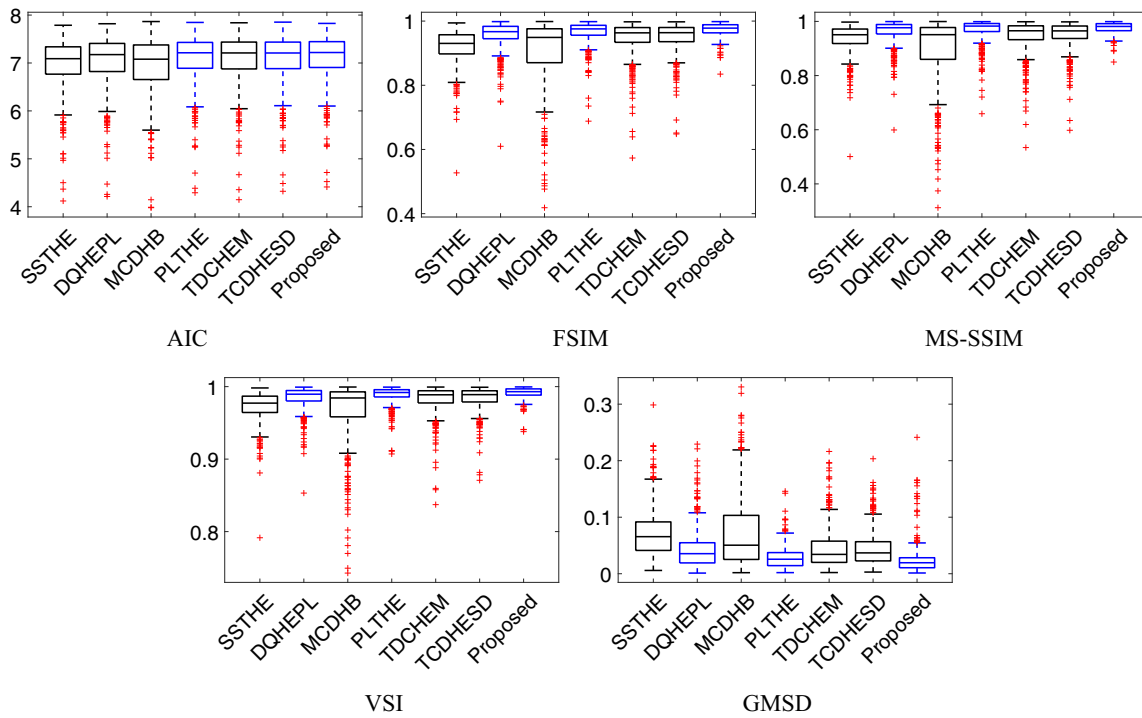 8
7
6
5
4
SSTHE
DQHEPL
MCDHB
PLTHE
TDCHEM
TCDHESD
Proposed
AIC
1
0.8
0.6
0.4
SSTHE
DQHEPL
MCDHB
PLTHE
TDCHEM
TCDHESD
Proposed
FSIM
1
0.8
0.6
0.4
SSTHE
DQHEPL
MCDHB
PLTHE
TDCHEM
TCDHESD
Proposed
MS-SSIM
1
0.9
0.8
SSTHE
DQHEPL
MCDHB
PLTHE
TDCHEM
TCDHESD
Proposed
VSI
0.3
0.2
0.1
0
SSTHE
DQHEPL
MCDHB
PLTHE
TDCHEM
TCDHESD
Proposed
GMSD